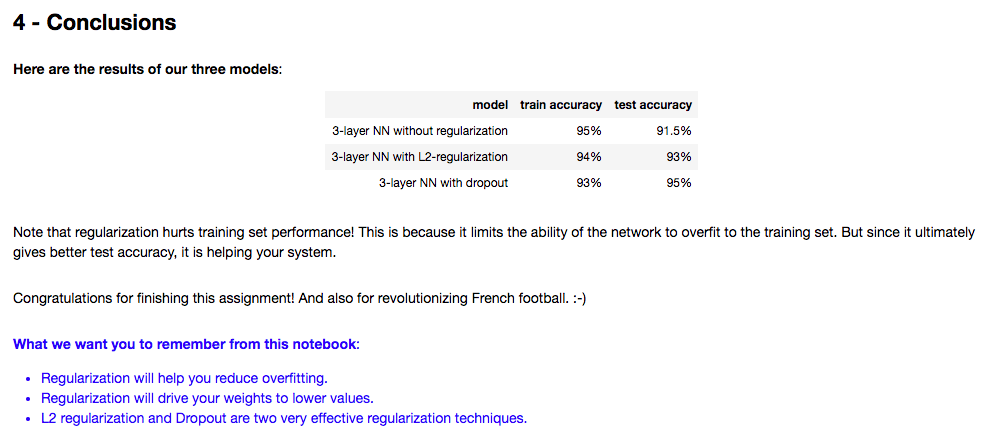 4 - Conclusions
Here are the results of our three models:
model train accuracy test accuracy
3-layer NN without regularization 95% 91.5%
3-layer NN with L2-regularization 94% 93%
3-layer NN with dropout 93% 95%
Note that regularization hurts training set performance! This is because it limits the ability of the network to overfit to the training set. But since it ultimately
gives better test accuracy, it is helping your system.
Congratulations for finishing this assignment! And also for revolutionizing French football. :-)
What we want you to remember from this notebook:
• Regularization will help you reduce overfitting.
• Regularization will drive your weights to lower values.
• L2 regularization and Dropout are two very effective regularization techniques.